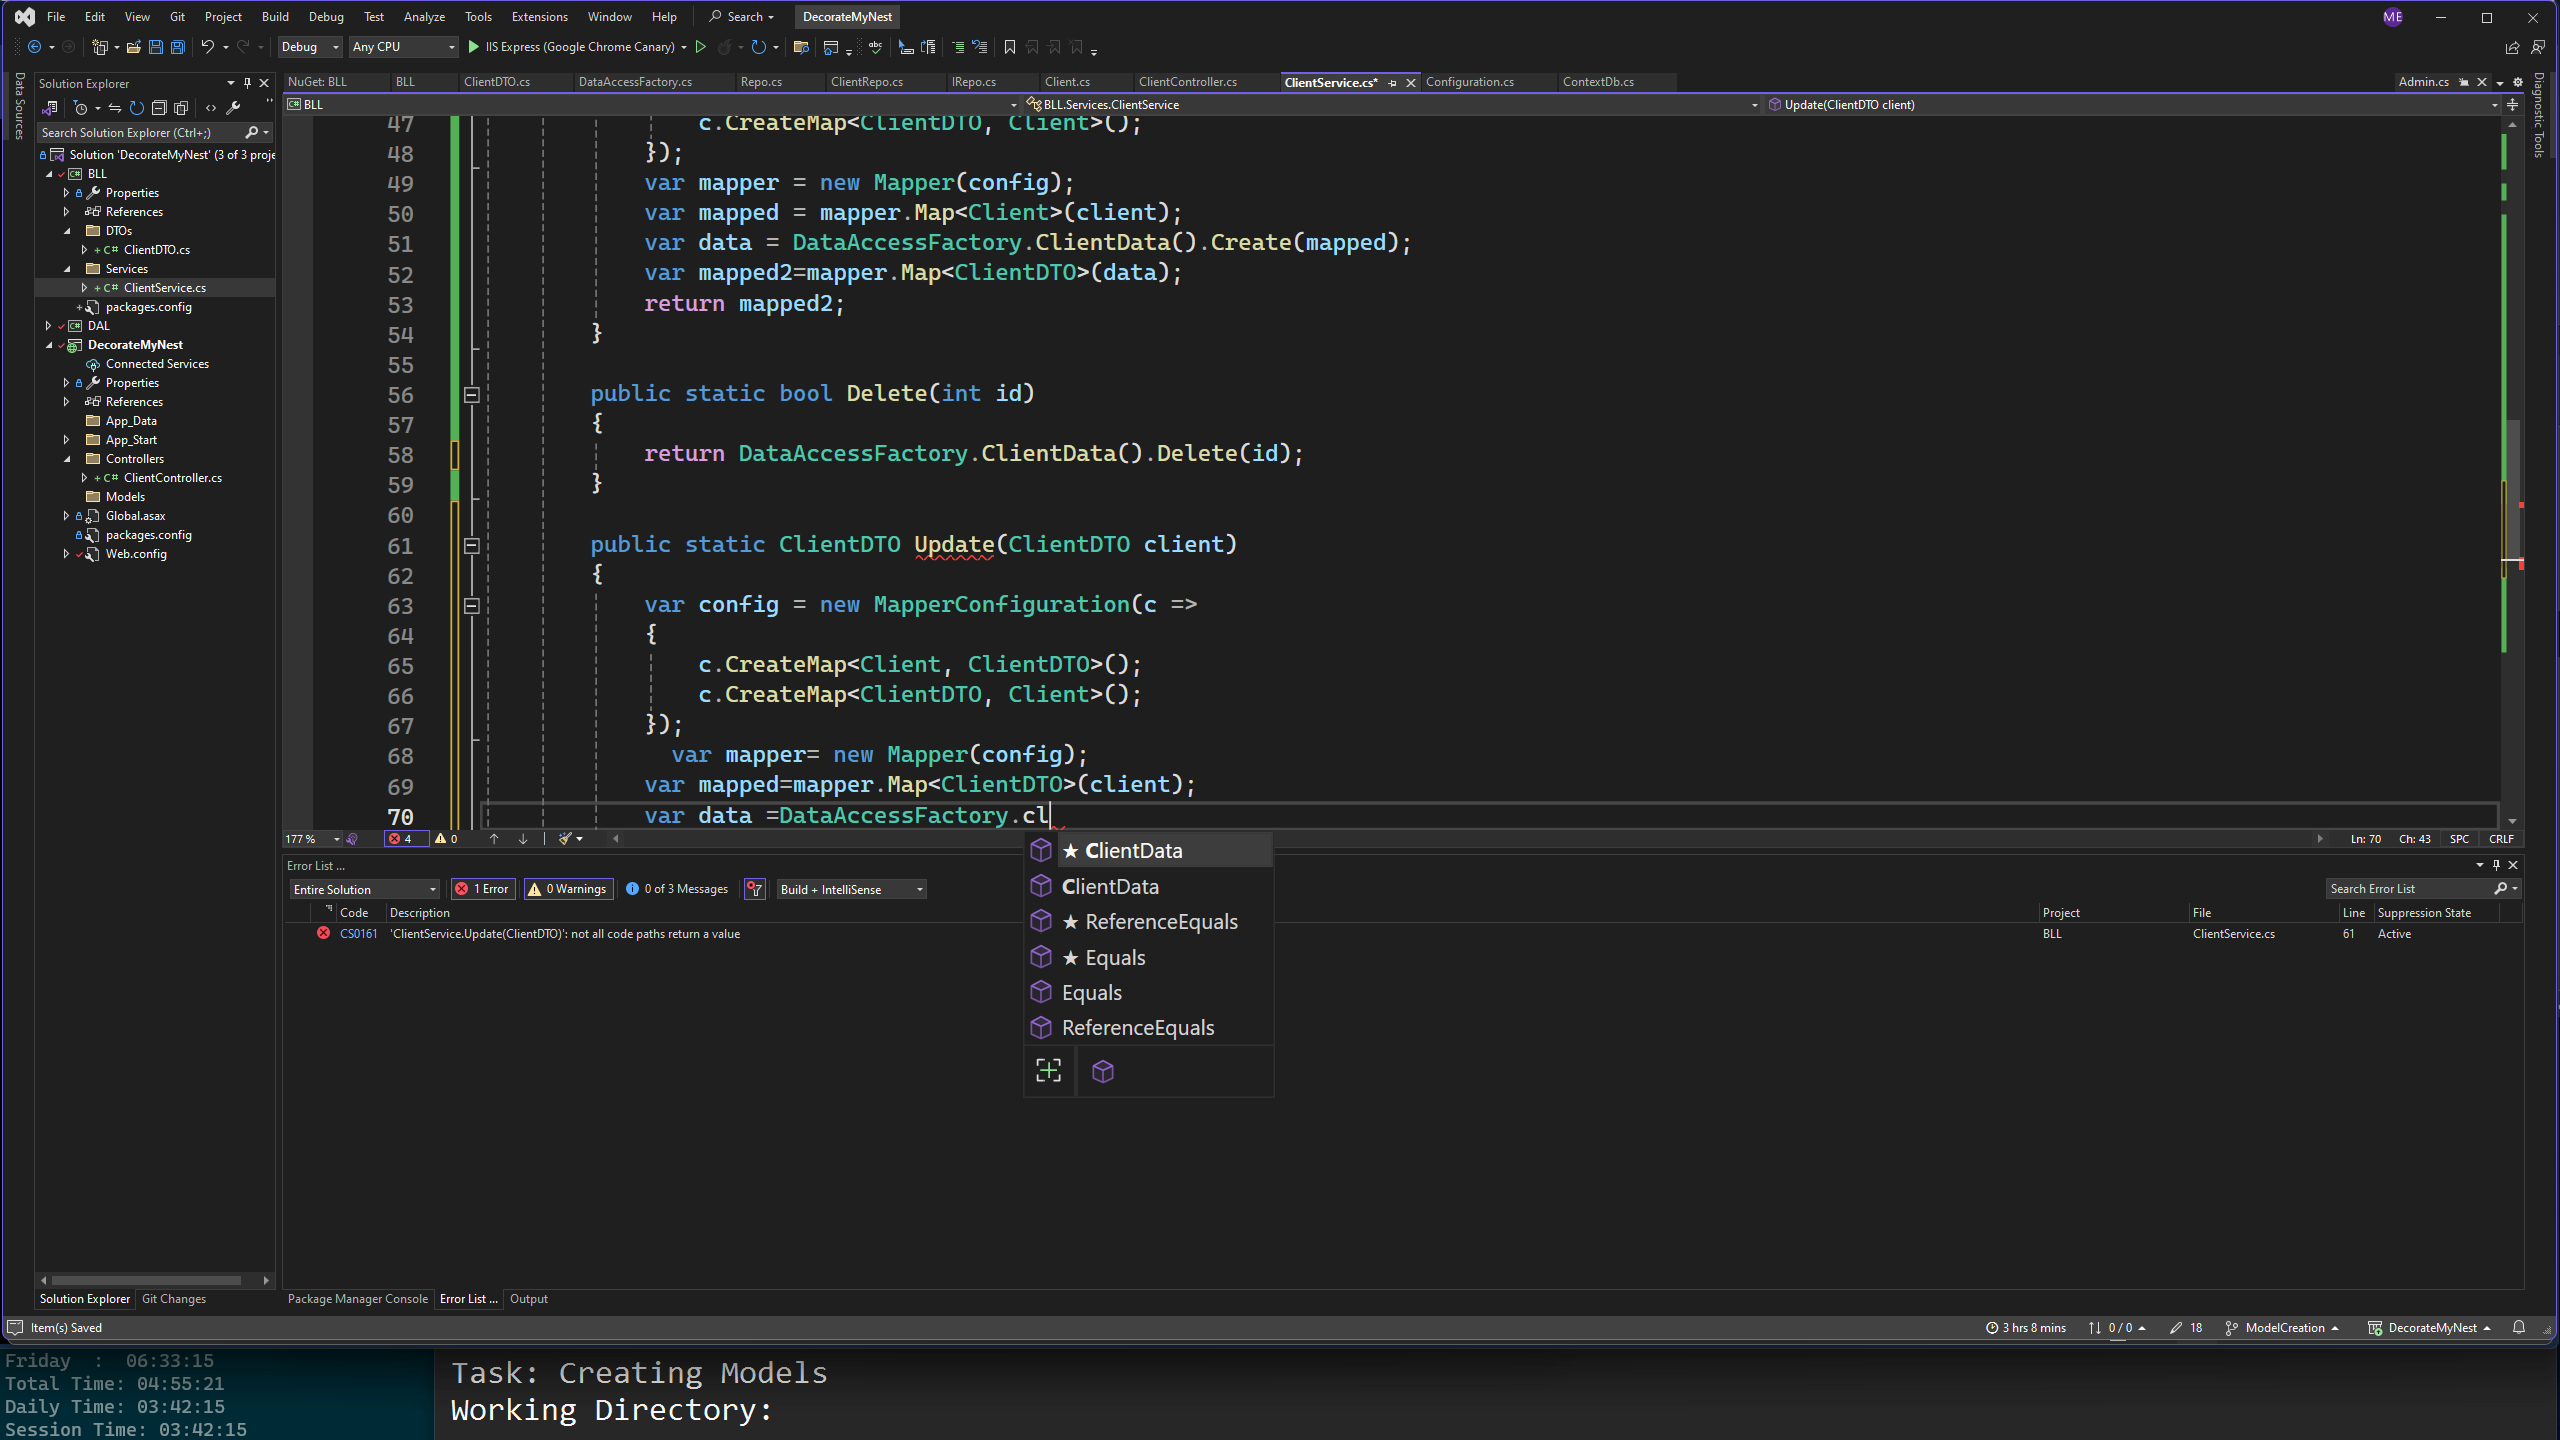 File Edit View Git Project Build Debug Test Analyze Tools Extensions Window Help Search DecorateMyNest ME
Debug Any CPU IIS Express (Google Chrome Canary)
Data Sources
Solution Explorer
Search Solution Explorer (Ctrl+;)
Solution 'DecorateMyNest' (3 of 3 proje
BLL
Properties
References
DTOs
C# ClientDTO.cs
Services
C# ClientService.cs
packages.config
DAL
DecorateMyNest
Connected Services
Properties
References
App_Data
App_Start
Controllers
C# ClientController.cs
Models
Global.asax
packages.config
Web.config
Solution Explorer Git Changes
NuGet: BLL BLL ClientDTO.cs DataAccessFactory.cs Repo.cs ClientRepo.cs IRepo.cs Client.cs ClientController.cs ClientService.cs* Configuration.cs ContextDb.cs Admin.cs
BLL BLL.Services.ClientService Update(ClientDTO client)
47 c.CreateMap<ClientDTO, Client>();
48 });
49 var mapper = new Mapper(config);
50 var mapped = mapper.Map<Client>(client);
51 var data = DataAccessFactory.ClientData().Create(mapped);
52 var mapped2=mapper.Map<ClientDTO>(data);
53 return mapped2;
54 }
55
56 public static bool Delete(int id)
57 {
58 return DataAccessFactory.ClientData().Delete(id);
59 }
60
61 public static ClientDTO Update(ClientDTO client)
62 {
63 var config = new MapperConfiguration(c =>
64 {
65 c.CreateMap<Client, ClientDTO>();
66 c.CreateMap<ClientDTO, Client>();
67 });
68 var mapper= new Mapper(config);
69 var mapped=mapper.Map<ClientDTO>(client);
70 var data =DataAccessFactory.cl
177 % 4 0 Ln: 70 Ch: 43 SPC CRLF
★ ClientData
ClientData
★ ReferenceEquals
★ Equals
Equals
ReferenceEquals
Diagnostic Tools
Error List ...
Entire Solution 1 Error 0 Warnings 0 of 3 Messages Build + IntelliSense Search Error List
Code Description Project File Line Suppression State
CS0161 'ClientService.Update(ClientDTO)': not all code paths return a value BLL ClientService.cs 61 Active
Package Manager Console Error List ... Output
Item(s) Saved 3 hrs 8 mins 0 / 0 18 ModelCreation DecorateMyNest
Friday : 06:33:15
Total Time: 04:55:21
Daily Time: 03:42:15
Session Time: 03:42:15
Task: Creating Models
Working Directory: